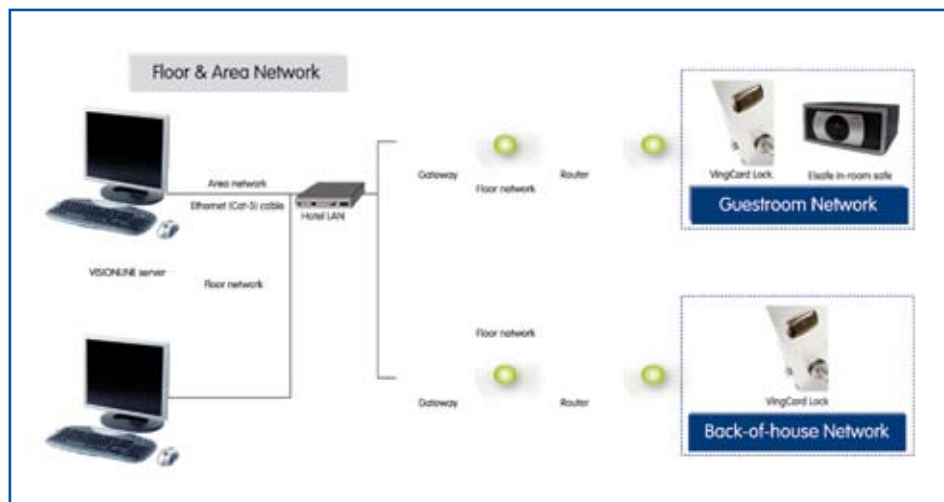 Floor & Area Network
Area network
Ethernet (Cat-5) cable
Hotel LAN
VISIONLINE server
Floor network
Gateway
Floor network
Router
VingCard Lock
Elsafe in-room safe
Guestroom Network
Floor network
Gateway
Router
VingCard Lock
Back-of-house Network